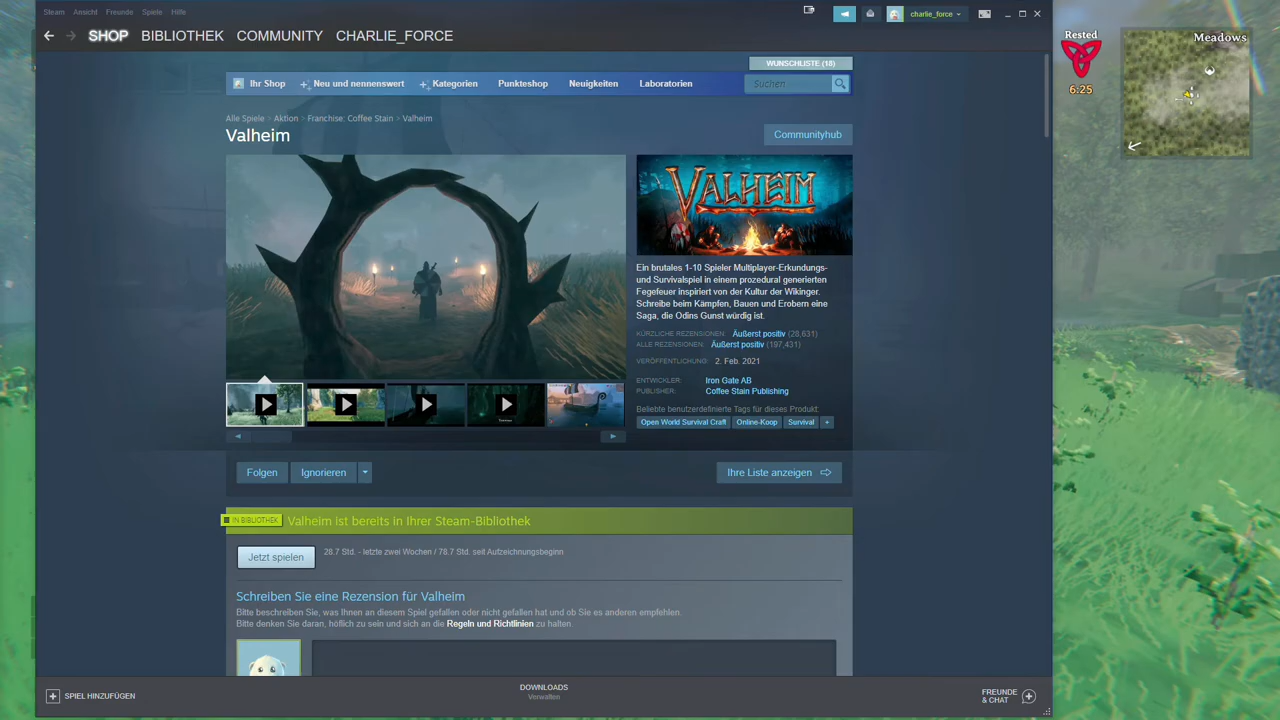 Steam Ansicht Freunde Spiele Hilfe
charlie_force
SHOP BIBLIOTHEK COMMUNITY CHARLIE_FORCE
WUNSCHLISTE (18)
Ihr Shop Neu und nennenswert Kategorien Punkteshop Neuigkeiten Laboratorien Suchen
Alle Spiele > Aktion > Franchise: Coffee Stain > Valheim
Valheim
Communityhub
VALHEIM
Ein brutales 1-10 Spieler Multiplayer-Erkundungs-
und Survivalspiel in einem prozedural generierten
Fegefeuer inspiriert von der Kultur der Wikinger.
Schreibe beim Kämpfen, Bauen und Erobern eine
Saga, die Odins Gunst würdig ist.
KÜRZLICHE REZENSIONEN: Äußerst positiv (28,631)
ALLE REZENSIONEN: Äußerst positiv (197,431)
VERÖFFENTLICHUNG: 2. Feb. 2021
ENTWICKLER: Iron Gate AB
PUBLISHER: Coffee Stain Publishing
Beliebte benutzerdefinierte Tags für dieses Produkt:
Open World Survival Craft Online-Koop Survival +
Folgen Ignorieren Ihre Liste anzeigen
IN BIBLIOTHEK Valheim ist bereits in Ihrer Steam-Bibliothek
Jetzt spielen 28.7 Std. - letzte zwei Wochen / 78.7 Std. seit Aufzeichnungsbeginn
Schreiben Sie eine Rezension für Valheim
Bitte beschreiben Sie, was Ihnen an diesem Spiel gefallen oder nicht gefallen hat und ob Sie es anderen empfehlen.
Bitte denken Sie daran, höflich zu sein und sich an die Regeln und Richtlinien zu halten.
SPIEL HINZUFÜGEN
DOWNLOADS
Verwalten
FREUNDE
& CHAT
Rested
6:25
Meadows